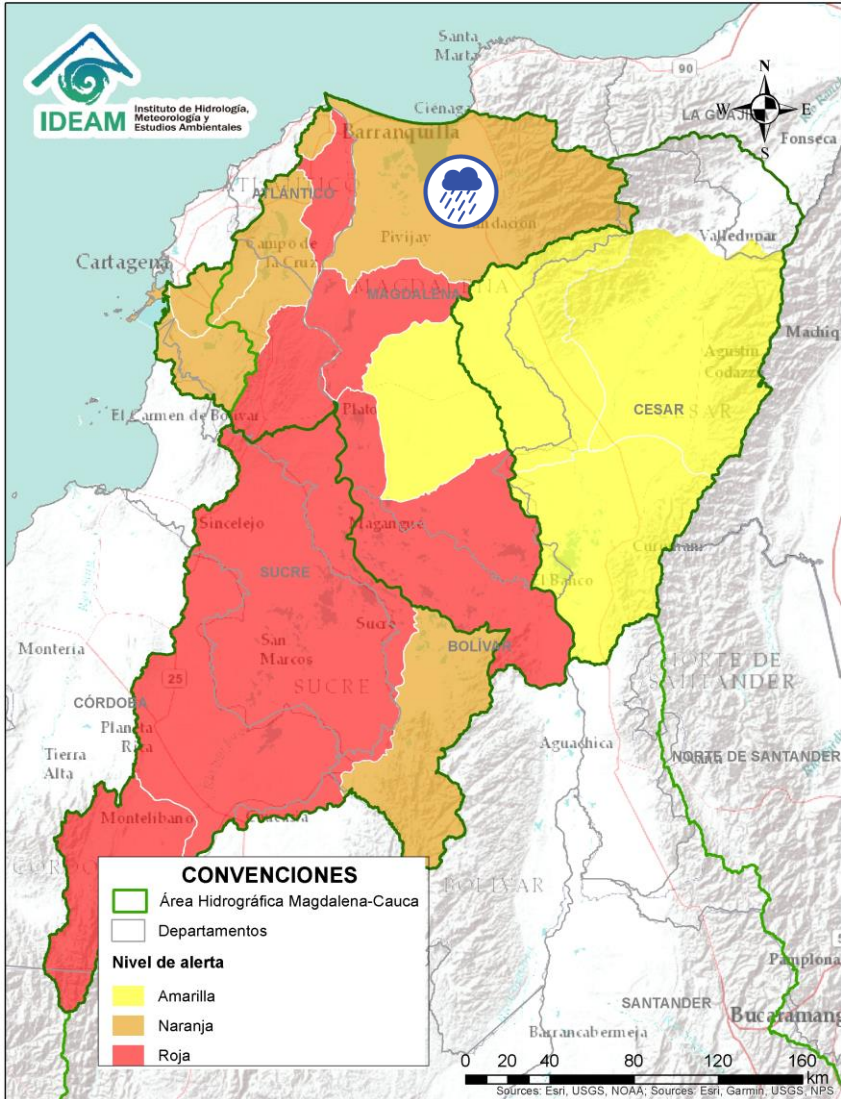 IDEAM
Instituto de Hidrología,
Meteorología y
Estudios Ambientales
Santa
Marta
90
N
W
E
S
LA GUAJIRA
Fonseca
Ciénaga
Barranquilla
ATLÁNTICO
Fundación
Pivijay
Campo de
la Cruz
Valledupar
Cartagena
MAGDALENA
Machiq
Agustín
Codazzi
CESAR
CESAR
El Carmen de Bolívar
Plato
Sincelejo
Magangué
Curumaní
SUCRE
El Banco
Sucre
San
Marcos
BOLÍVAR
Montería
NORTE DE
SANTANDER
SUCRE
CÓRDOBA
25
Planeta
Rica
Aguachica
Tierra
Alta
NORTE DE SANTANDER
Montelíbano
Caucasia
BOLÍVAR
CONVENCIONES
Área Hidrográfica Magdalena-Cauca
Departamentos
Nivel de alerta
Amarilla
Naranja
Roja
Pamplona
SANTANDER
Bucaramang
Barrancabermeja
0 20 40 80 120 160
km
Sources: Esri, USGS, NOAA; Sources: Esri, Garmin, USGS, NPS